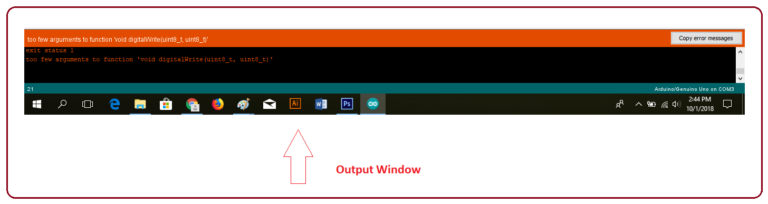 too few arguments to function 'void digitalWrite(uint8_t, uint8_t)'
Copy error messages
exit status 1
too few arguments to function 'void digitalWrite(uint8_t, uint8_t)'
21
Arduino/Genuino Uno on COM3
Ai
Ps
2:44 PM
10/1/2018
Output Window